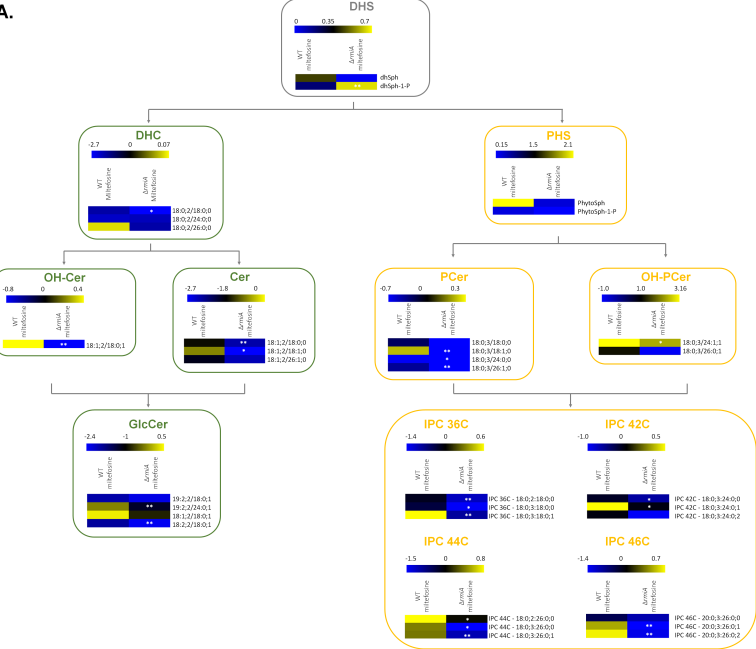 A.
DHS
0 0.35 0.7
WT miltefosine
ΔrmiA miltefosine
dhSph
** dhSph-1-P
DHC
-2.7 0 0.07
WT Miltefosine
ΔrmiA Miltefosine
* 18:0;2/18:0;0
18:0;2/24:0;0
18:0;2/26:0;0
PHS
0.15 1.5 2.1
WT miltefosine
ΔrmiA miltefosine
PhytoSph
PhytoSph-1-P
OH-Cer
-0.8 0 0.4
WT miltefosine
ΔrmiA miltefosine
** 18:1;2/18:0;1
Cer
-2.7 -1.8 0
WT miltefosine
ΔrmiA miltefosine
** 18:1;2/18:0;0
* 18:1;2/18:1;0
18:1;2/26:1;0
PCer
-0.7 0 0.3
WT miltefosine
ΔrmiA miltefosine
18:0;3/18:0;0
** 18:0;3/18:1;0
* 18:0;3/24:0;0
** 18:0;3/26:1;0
OH-PCer
-1.0 1.0 3.16
WT miltefosine
ΔrmiA miltefosine
* 18:0;3/24:1;1
18:0;3/26:0;1
GlcCer
-2.4 -1 0.5
WT miltefosine
ΔrmiA miltefosine
19:2;2/18:0;1
** 19:2;2/24:0;1
18:1;2/18:0;1
** 18:2;2/18:0;1
IPC 36C
-1.4 0 0.6
WT miltefosine
ΔrmiA miltefosine
** IPC 36C - 18:0;2:18:0;0
* IPC 36C - 18:0;3:18:0;0
** IPC 36C - 18:0;3:18:0;1
IPC 42C
-1.0 0 0.5
WT miltefosine
ΔrmiA miltefosine
* IPC 42C - 18:0;3:24:0;0
* IPC 42C - 18:0;3:24:0;1
IPC 42C - 18:0;3:24:0;2
IPC 44C
-1.5 0 0.8
WT miltefosine
ΔrmiA miltefosine
* IPC 44C - 18:0;2:26:0;0
* IPC 44C - 18:0;3:26:0;0
** IPC 44C - 18:0;3:26:0;1
IPC 46C
-1.4 0 0.7
WT miltefosine
ΔrmiA miltefosine
IPC 46C - 20:0;3:26:0;0
** IPC 46C - 20:0;3:26:0;1
** IPC 46C - 20:0;3:26:0;2